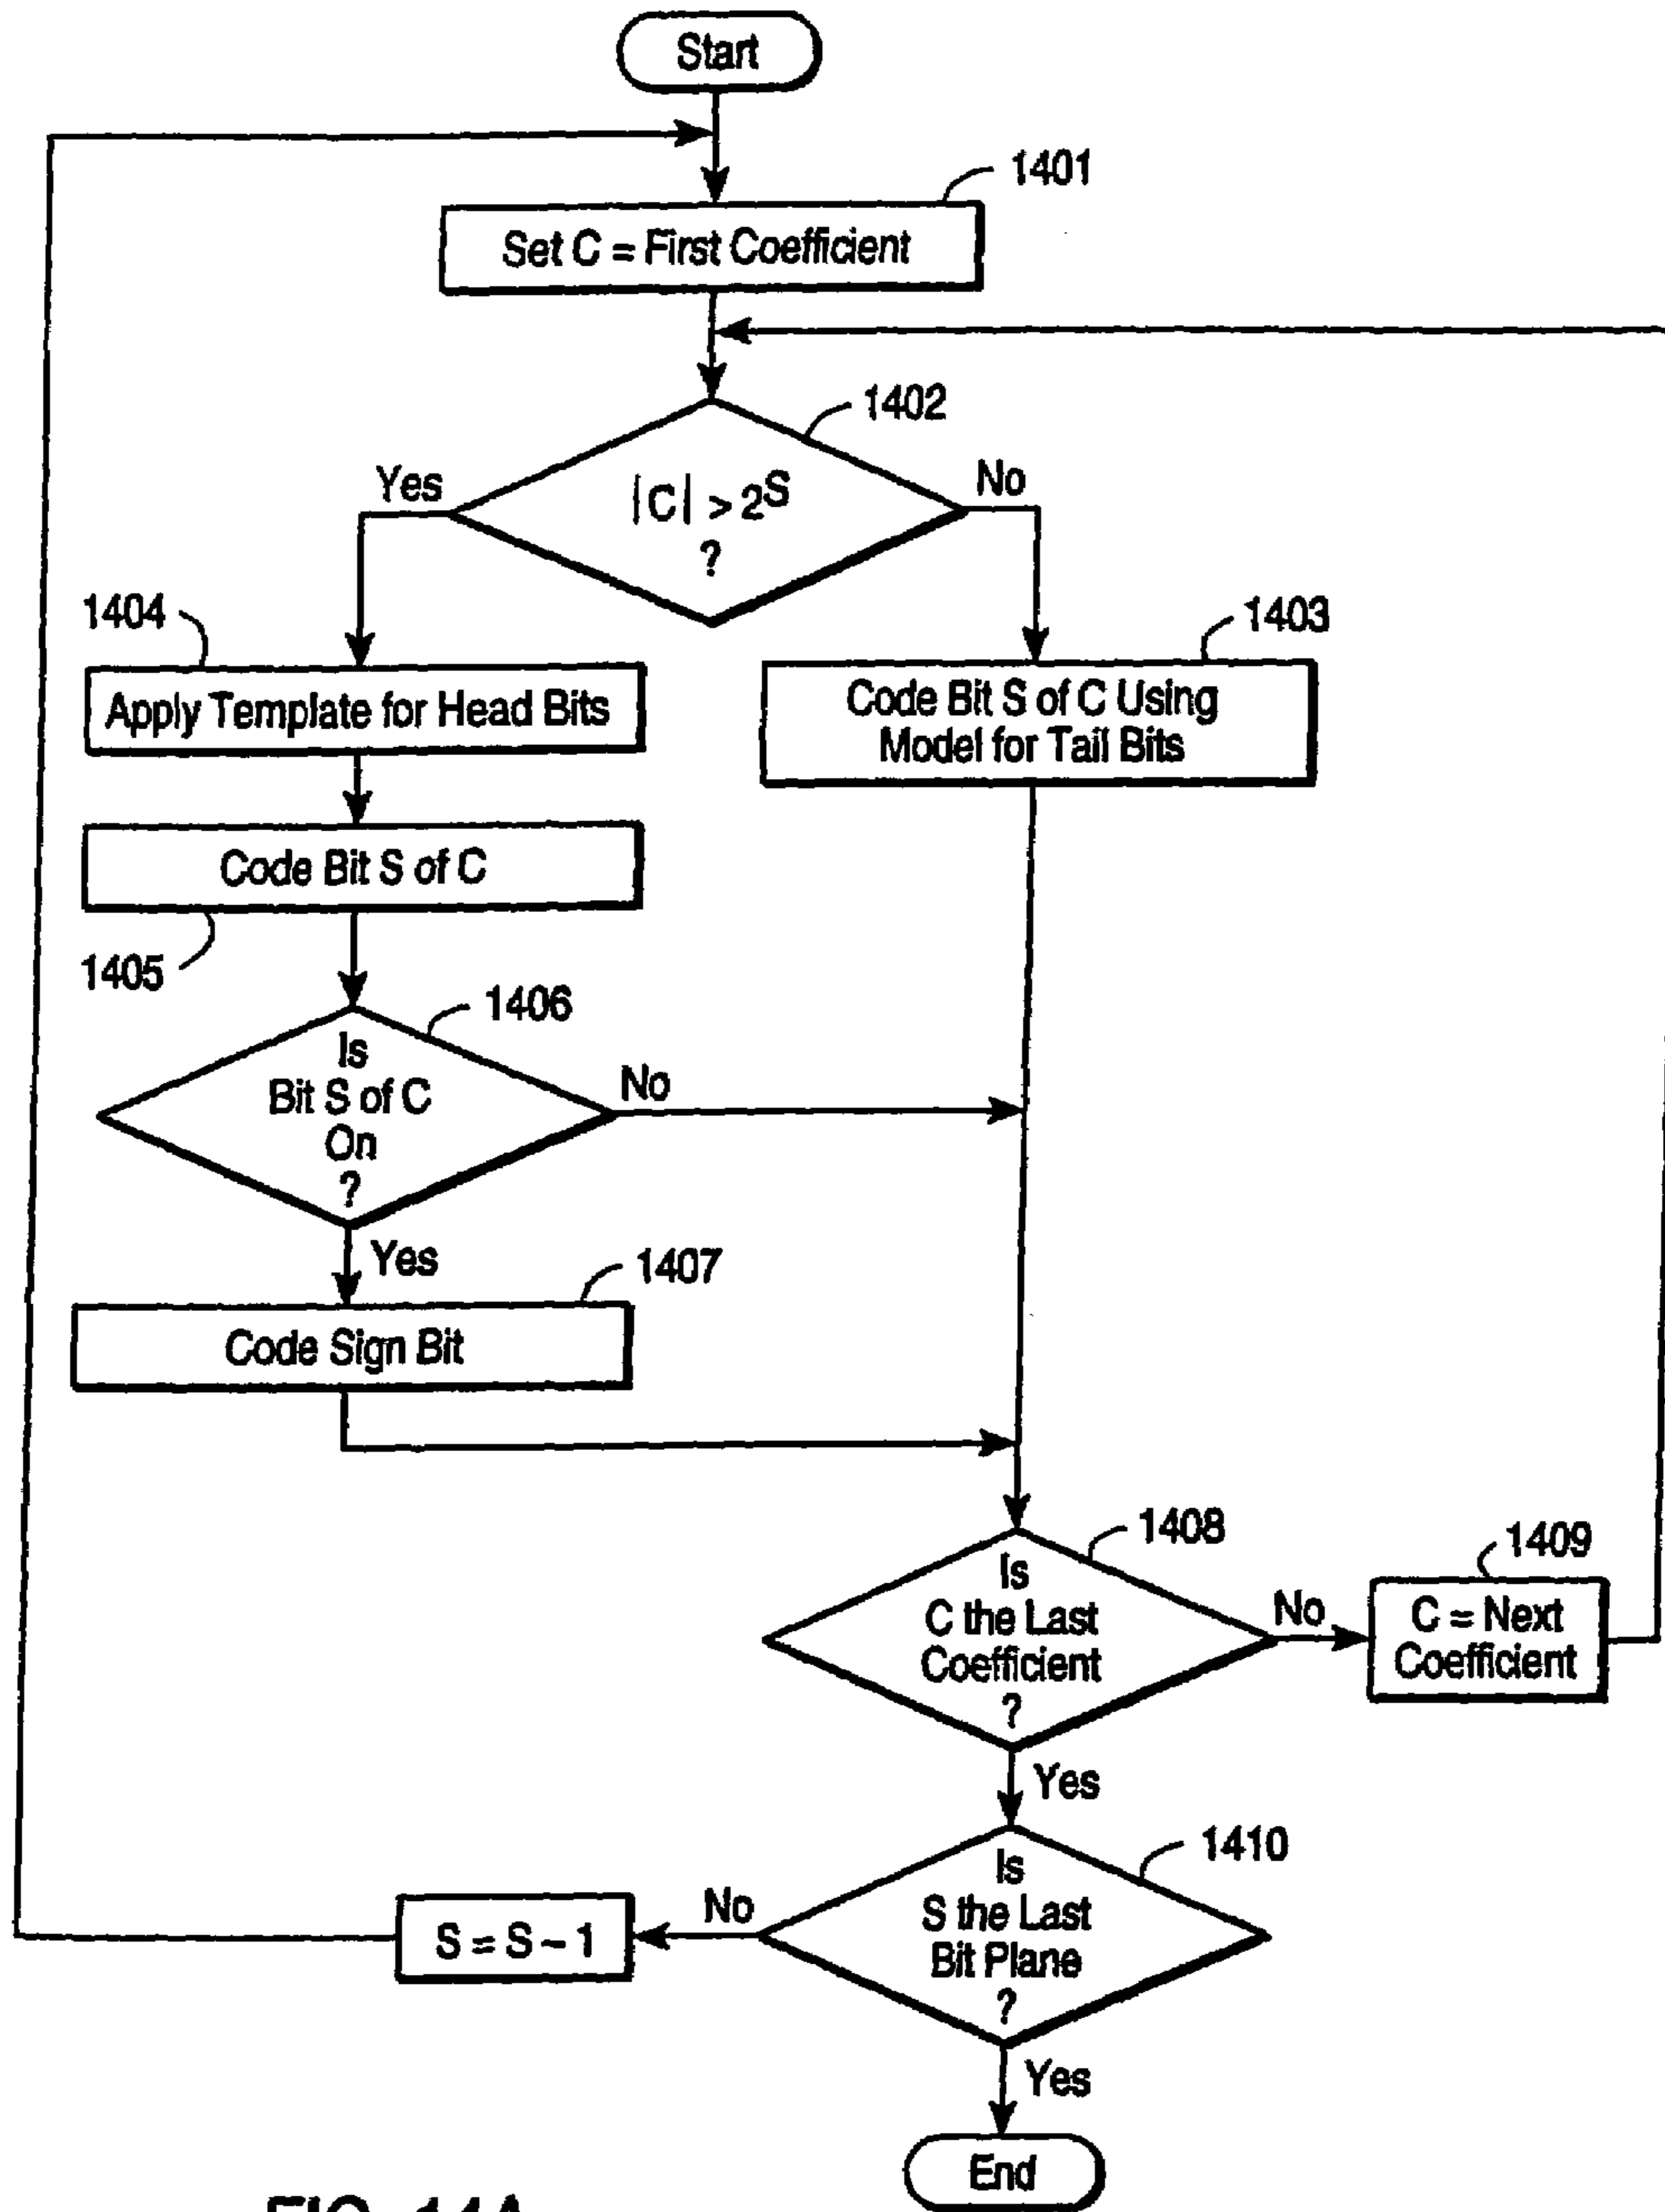 Start
1401
Set C = First Coefficient
1402
Yes
|C| > 2^S
?
No
1404
Apply Template for Head Bits
1403
Code Bit S of C Using
Model for Tail Bits
Code Bit S of C
1405
1406
Is
Bit S of C
On
?
No
Yes
1407
Code Sign Bit
1408
Is
C the Last
Coefficient
?
No
1409
C = Next
Coefficient
Yes
1410
Is
S the Last
Bit Plane
?
No
S = S – 1
Yes
End
FIG. 14A